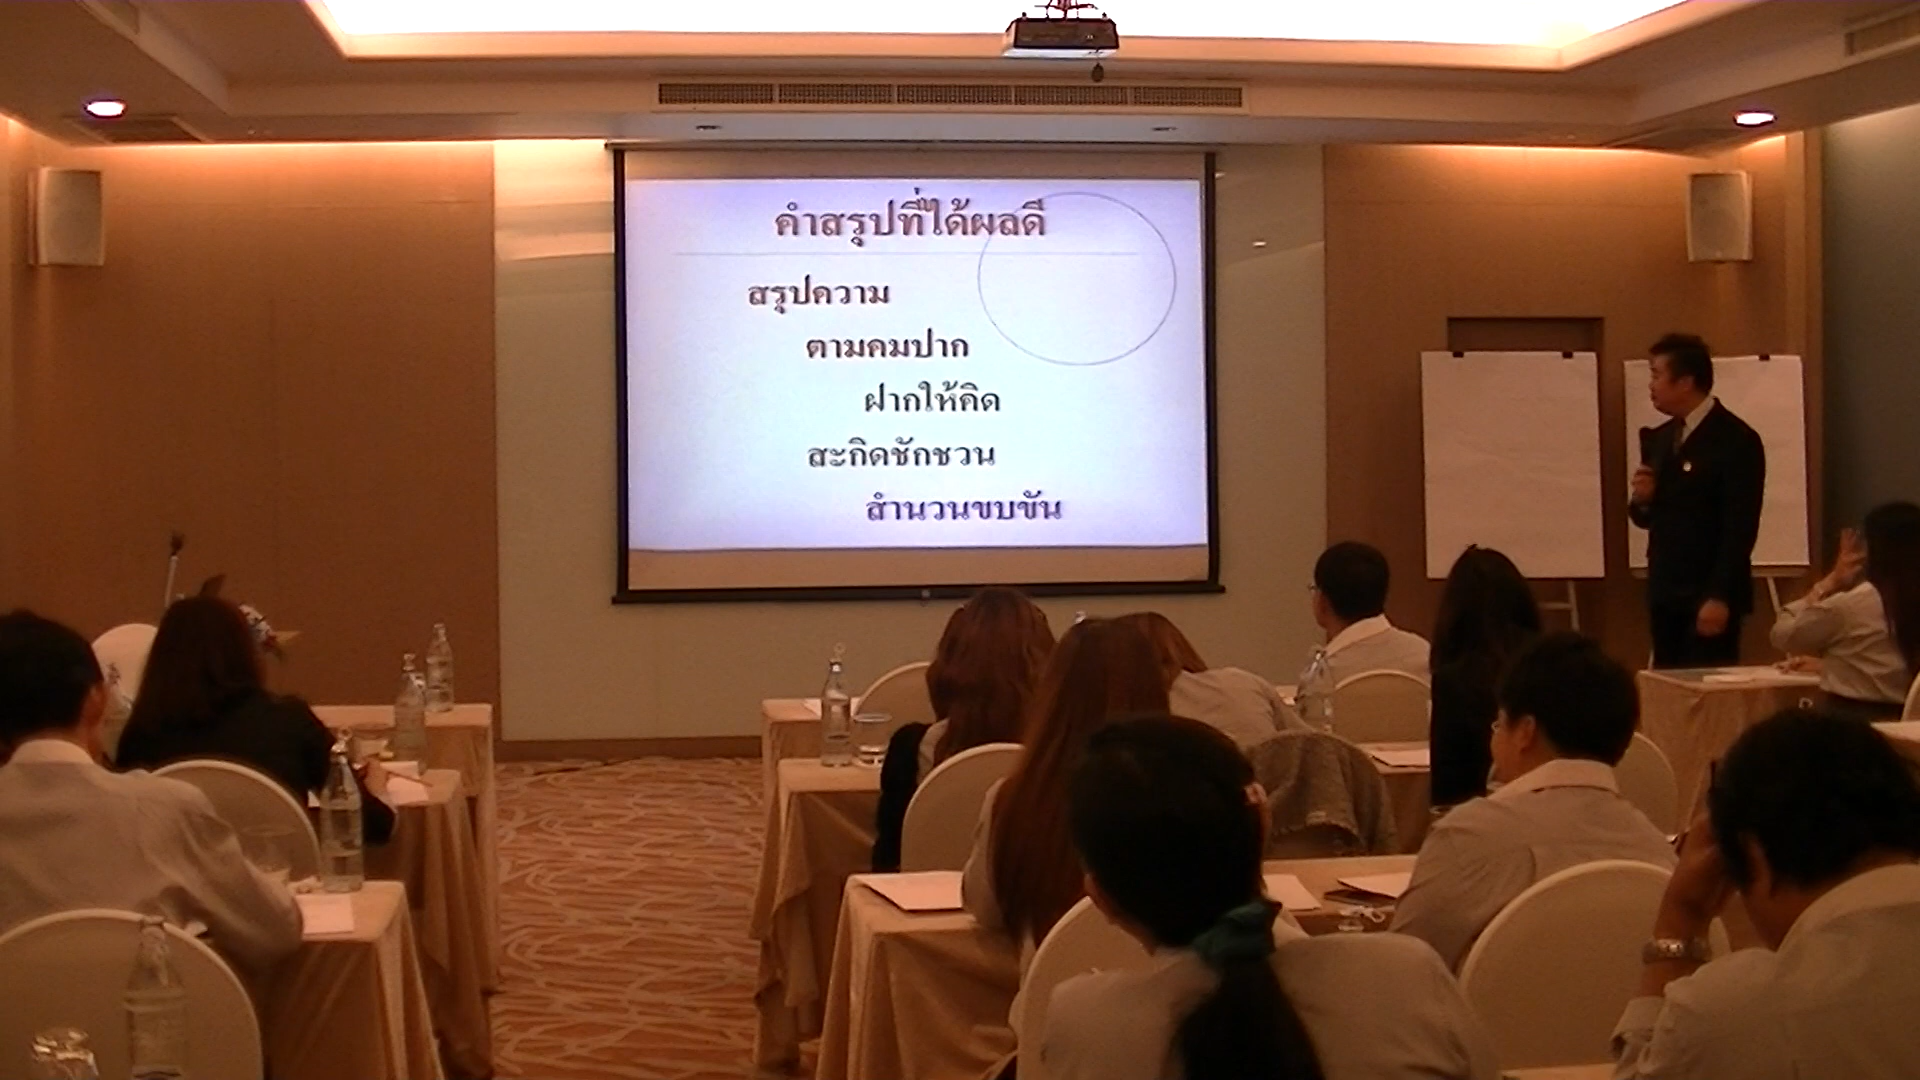 คำสรุปที่ได้ผลดี
สรุปความ
ตามคมปาก
ฝากให้คิด
สะกิดชักชวน
สำนวนขบขัน